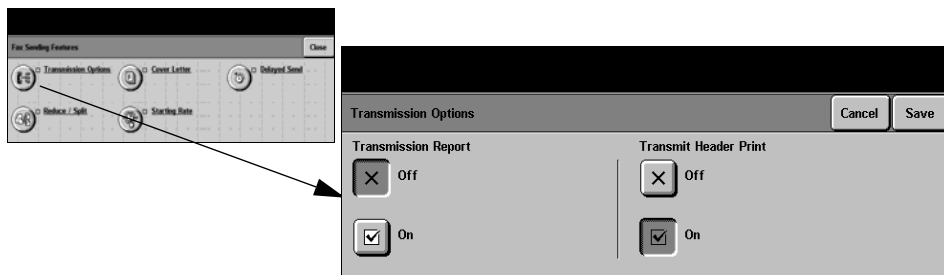 Fax Sending Features Close
Transmission Options Cover Letter Delayed Send
Reduce / Split Starting Rate
Transmission Options Cancel Save
Transmission Report Transmit Header Print
Off Off
On On